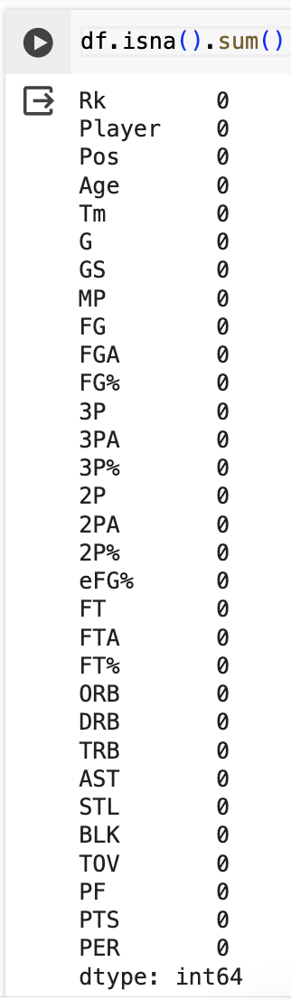 df.isna().sum()
Rk 0
Player 0
Pos 0
Age 0
Tm 0
G 0
GS 0
MP 0
FG 0
FGA 0
FG% 0
3P 0
3PA 0
3P% 0
2P 0
2PA 0
2P% 0
eFG% 0
FT 0
FTA 0
FT% 0
ORB 0
DRB 0
TRB 0
AST 0
STL 0
BLK 0
TOV 0
PF 0
PTS 0
PER 0
dtype: int64